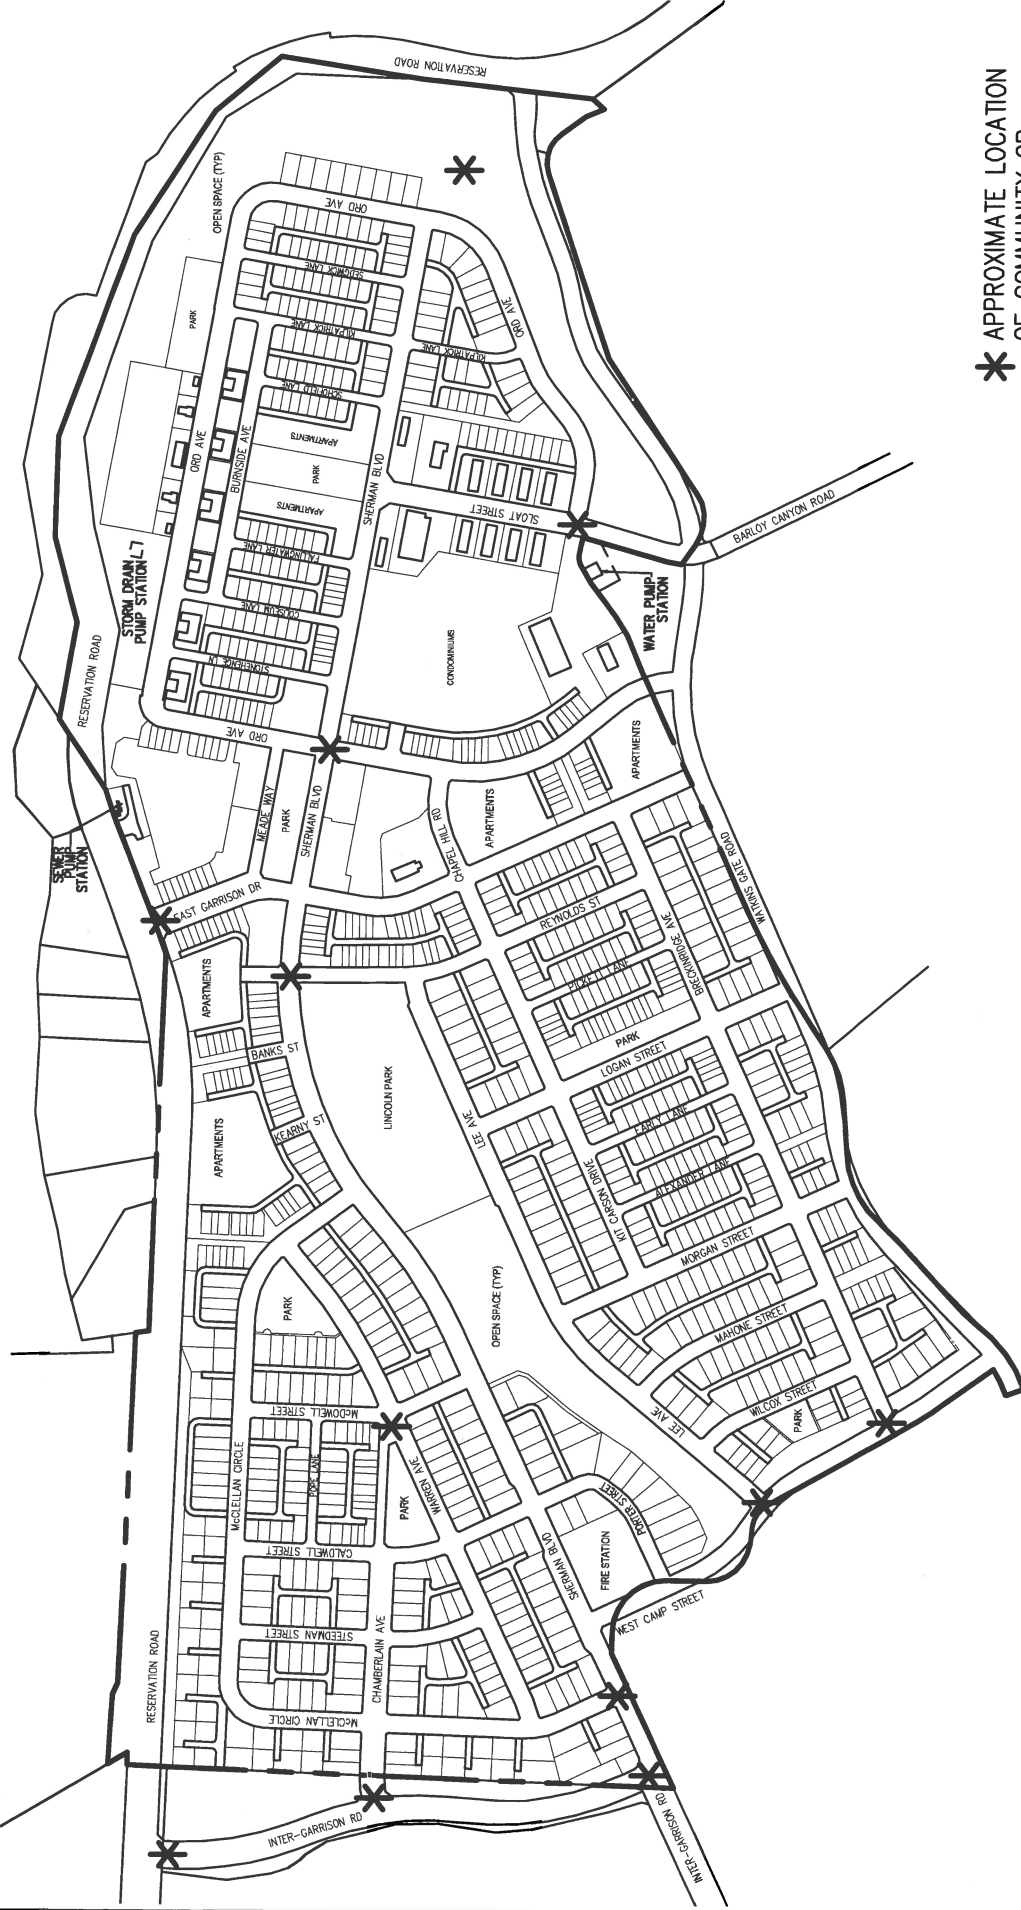 RESERVATION ROAD
OPEN SPACE (TYP)
ORD AVE
SEDGWICK LANE
PARK
KILPATRICK LANE
ORD AVE
KILPATRICK LANE
SCHOFIELD LANE
APARTMENTS
ORD AVE
BURNSIDE AVE
PARK
SHERMAN BLVD
APARTMENTS
SLOAT STREET
BARLOY CANYON ROAD
FALLINGWATER LANE
STORM DRAIN
PUMP STATION
COLISEUM LANE
WATER PUMP
STATION
STONEHENGE LN
CONDOMINIUMS
RESERVATION ROAD
ORD AVE
APARTMENTS
MEADE WAY
PARK
SHERMAN BLVD
CHAPEL HILL RD
APARTMENTS
SEWER
PUMP
STATION
EAST GARRISON DR
REYNOLDS ST
WATKINS GATE ROAD
BRECKINRIDGE AVE
PICKETT LANE
APARTMENTS
PARK
LOGAN STREET
BANKS ST
LINCOLN PARK
KEARNY ST
LEE AVE
EARLY LANE
APARTMENTS
ALEXANDER LANE
KIT CARSON DRIVE
MORGAN STREET
PARK
OPEN SPACE (TYP)
MAHONE STREET
WILCOX STREET
McDOWELL STREET
LEE AVE
PARK
McCLELLAN CIRCLE
POPE LANE
WARREN AVE
PARK
PORTER STREET
CALDWELL STREET
SHERMAN BLVD
FIRE STATION
STEEDMAN STREET
CHAMBERLAIN AVE
WEST CAMP STREET
RESERVATION ROAD
McCLELLAN CIRCLE
INTER-GARRISON RD
INTER-GARRISON RD
APPROXIMATE LOCATION